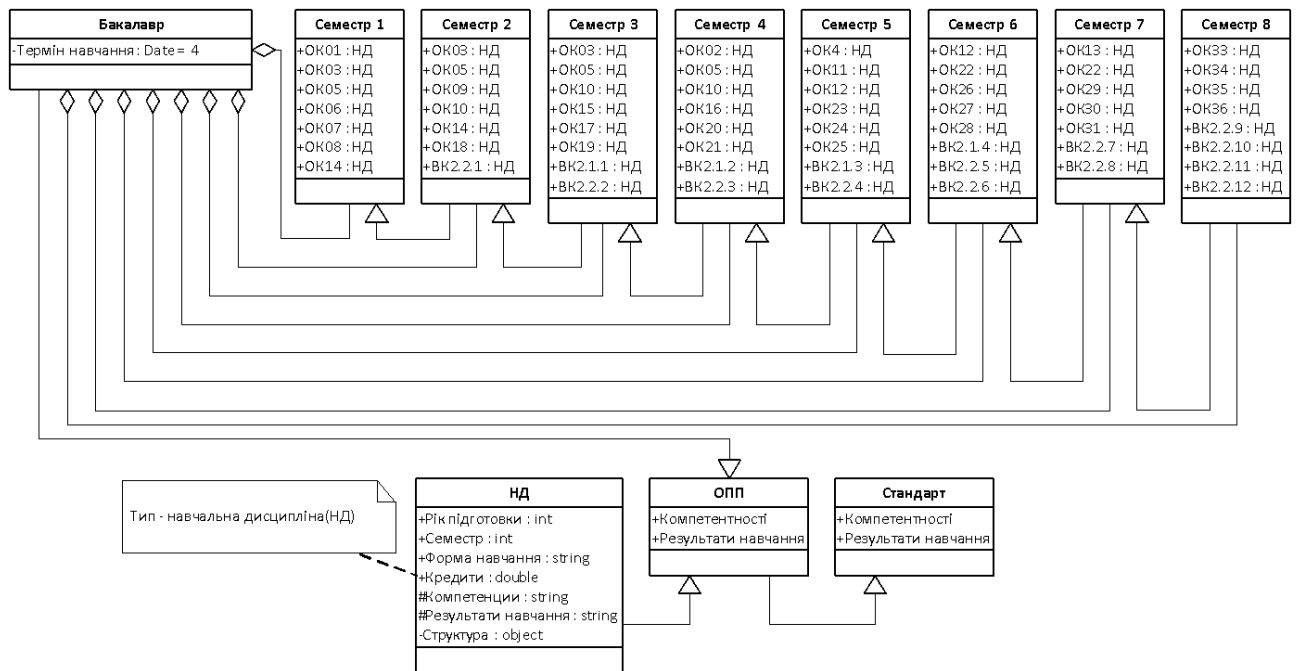 Бакалавр
-Термін навчання : Date = 4
Семестр 1
+ОК01 : НД
+ОК03 : НД
+ОК05 : НД
+ОК06 : НД
+ОК07 : НД
+ОК08 : НД
+ОК14 : НД
Семестр 2
+ОК03 : НД
+ОК05 : НД
+ОК09 : НД
+ОК10 : НД
+ОК14 : НД
+ОК18 : НД
+ВК2.2.1 : НД
Семестр 3
+ОК03 : НД
+ОК05 : НД
+ОК10 : НД
+ОК15 : НД
+ОК17 : НД
+ОК19 : НД
+ВК2.1.1 : НД
+ВК2.2.2 : НД
Семестр 4
+ОК02 : НД
+ОК05 : НД
+ОК10 : НД
+ОК16 : НД
+ОК20 : НД
+ОК21 : НД
+ВК2.1.2 : НД
+ВК2.2.3 : НД
Семестр 5
+ОК4 : НД
+ОК11 : НД
+ОК12 : НД
+ОК23 : НД
+ОК24 : НД
+ОК25 : НД
+ВК2.1.3 : НД
+ВК2.2.4 : НД
Семестр 6
+ОК12 : НД
+ОК22 : НД
+ОК26 : НД
+ОК27 : НД
+ОК28 : НД
+ВК2.1.4 : НД
+ВК2.2.5 : НД
+ВК2.2.6 : НД
Семестр 7
+ОК13 : НД
+ОК22 : НД
+ОК29 : НД
+ОК30 : НД
+ОК31 : НД
+ВК2.2.7 : НД
+ВК2.2.8 : НД
Семестр 8
+ОК33 : НД
+ОК34 : НД
+ОК35 : НД
+ОК36 : НД
+ВК2.2.9 : НД
+ВК2.2.10 : НД
+ВК2.2.11 : НД
+ВК2.2.12 : НД
Тип - навчальна дисципліна(НД)
НД
+Рік підготовки : int
+Семестр : int
+Форма навчання : string
+Кредити : double
#Компетенции : string
#Результати навчання : string
-Структура : object
ОПП
+Компетентності
+Результати навчання
Стандарт
+Компетентності
+Результати навчання